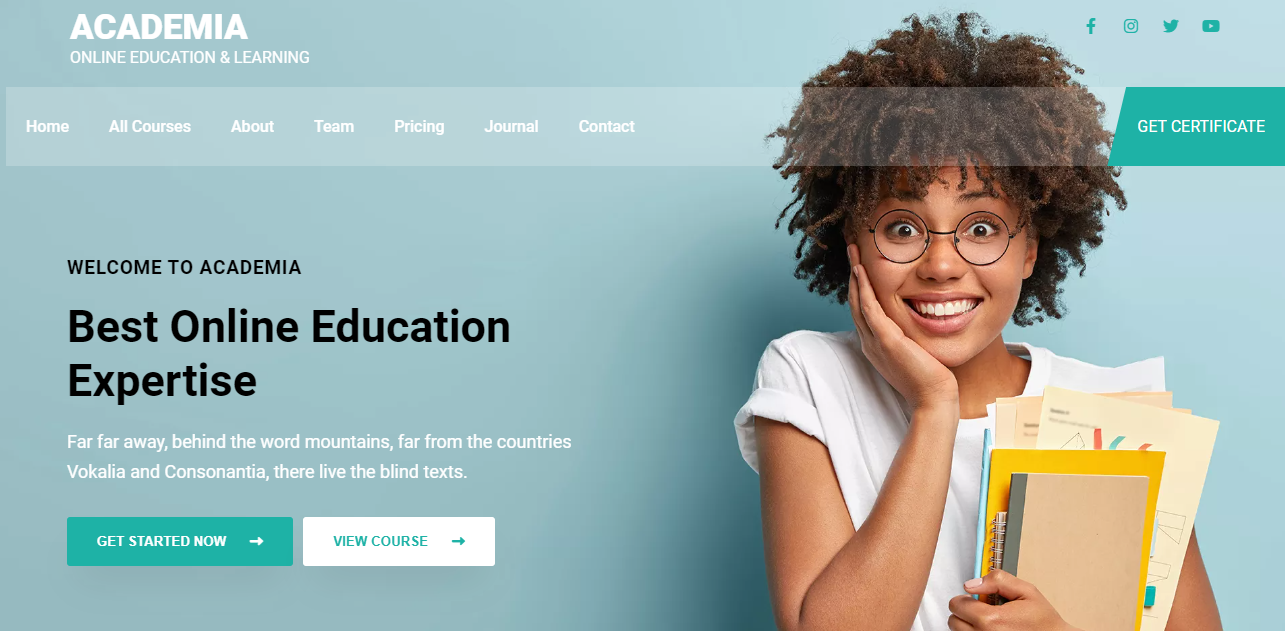 ACADEMIA
ONLINE EDUCATION & LEARNING
Home All Courses About Team Pricing Journal Contact GET CERTIFICATE
WELCOME TO ACADEMIA
Best Online Education
Expertise
Far far away, behind the word mountains, far from the countries
Vokalia and Consonantia, there live the blind texts.
GET STARTED NOW VIEW COURSE